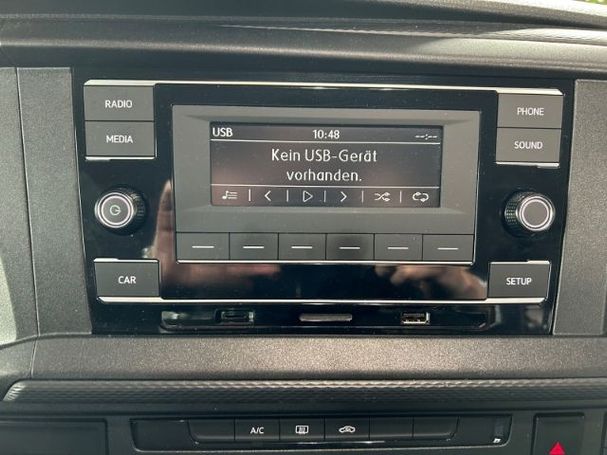 RADIO
PHONE
MEDIA
SOUND
USB 10:48 --:--
Kein USB-Gerät
vorhanden.
CAR
SETUP
A/C